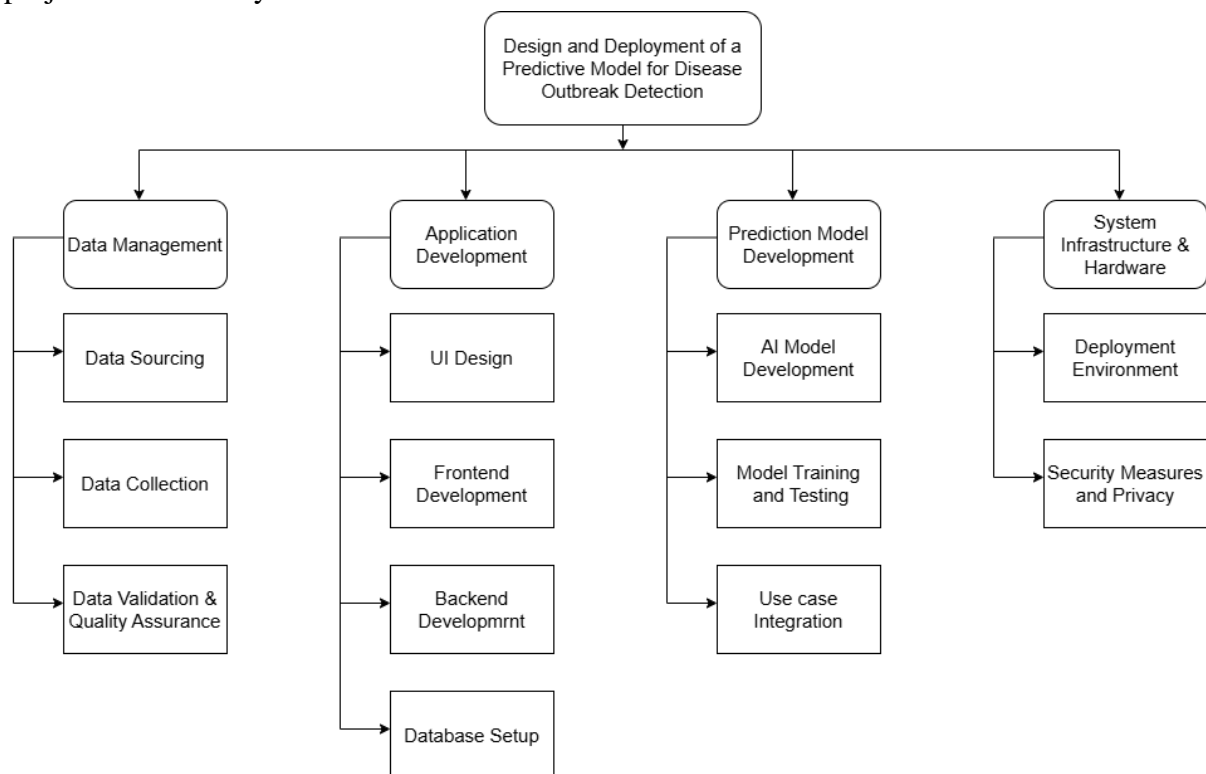 Design and Deployment of a
Predictive Model for Disease
Outbreak Detection
Data Management
Application
Development
Prediction Model
Development
System
Infrastructure &
Hardware
Data Sourcing
UI Design
AI Model
Development
Deployment
Environment
Data Collection
Frontend
Development
Model Training
and Testing
Security Measures
and Privacy
Data Validation &
Quality Assurance
Backend
Developmrnt
Use case
Integration
Database Setup